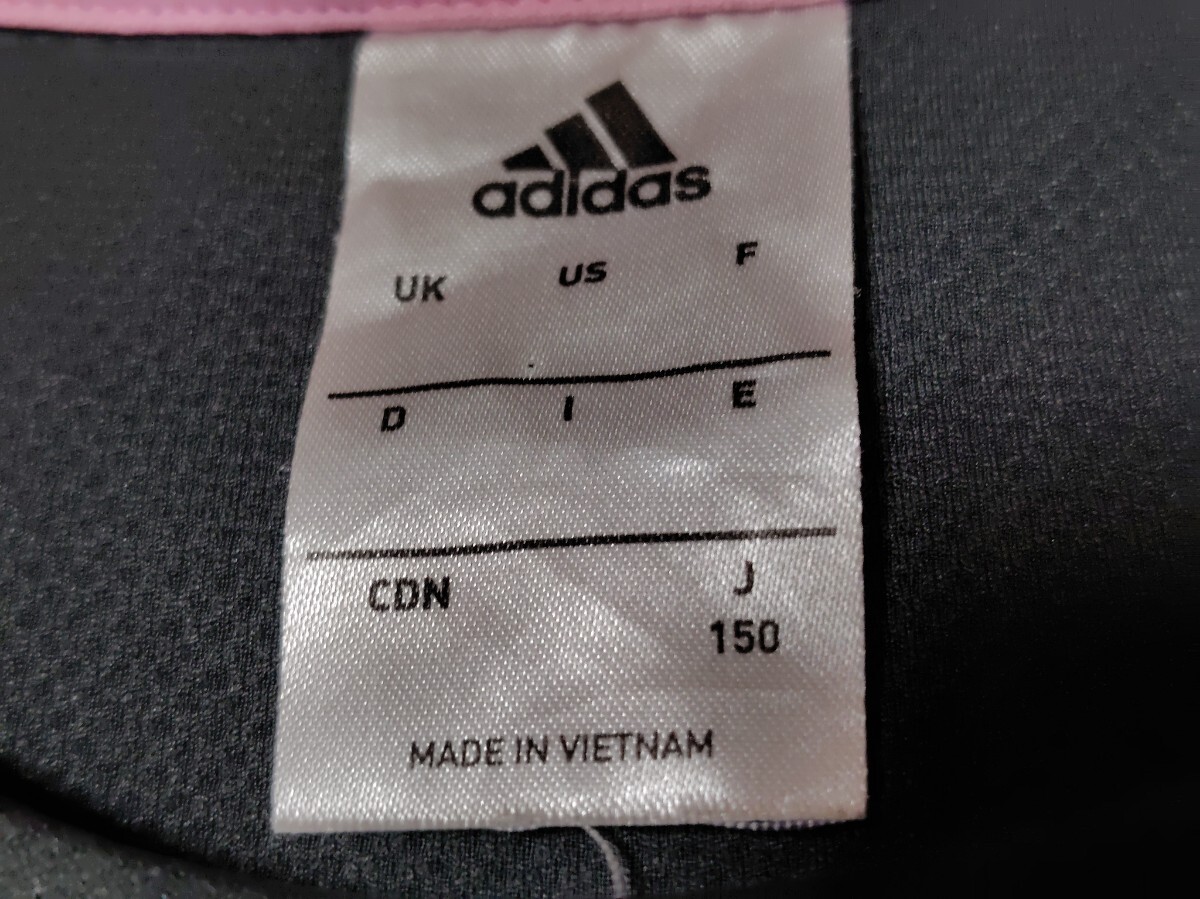 adidas
UK US F
D I E
CDN J
150
MADE IN VIETNAM